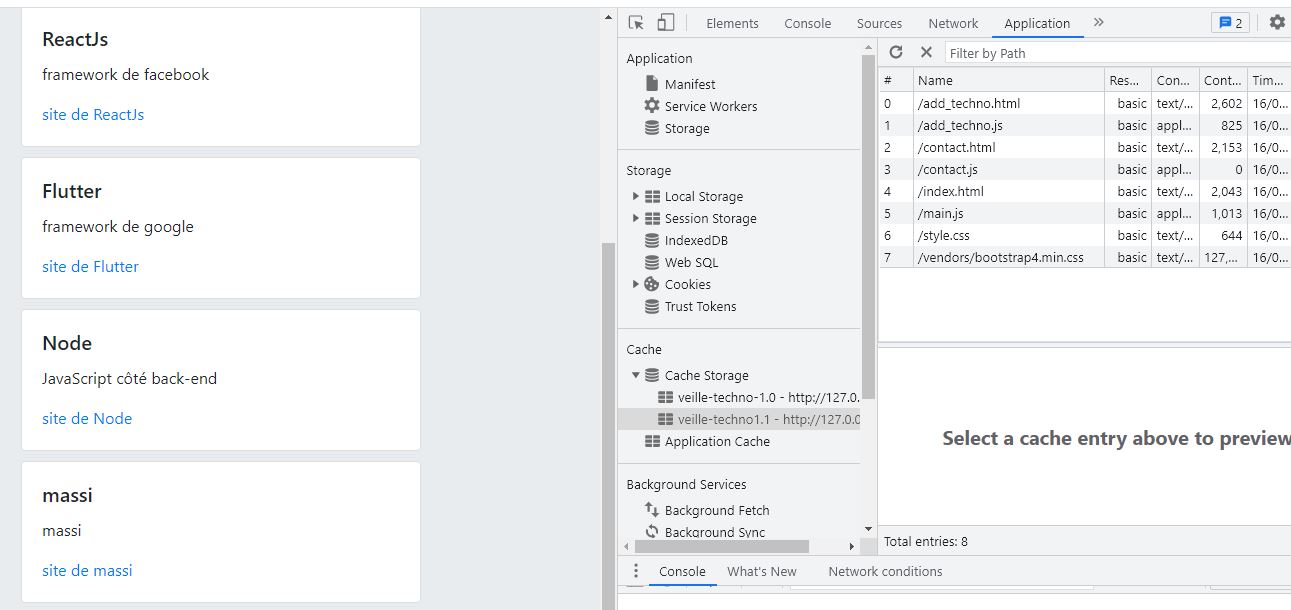 ReactJs
framework de facebook
site de ReactJs
Flutter
framework de google
site de Flutter
Node
JavaScript côté back-end
site de Node
massi
massi
site de massi
Elements Console Sources Network Application » 2
Application
Manifest
Service Workers
Storage
Storage
Local Storage
Session Storage
IndexedDB
Web SQL
Cookies
Trust Tokens
Cache
Cache Storage
veille-techno-1.0 - http://127.0.
veille-techno1.1 - http://127.0.0
Application Cache
Background Services
Background Fetch
Background Sync
Filter by Path
# Name Res... Con... Cont... Tim...
0 /add_techno.html basic text/... 2,602 16/0...
1 /add_techno.js basic appl... 825 16/0...
2 /contact.html basic text/... 2,153 16/0...
3 /contact.js basic appl... 0 16/0...
4 /index.html basic text/... 2,043 16/0...
5 /main.js basic appl... 1,013 16/0...
6 /style.css basic text/... 644 16/0...
7 /vendors/bootstrap4.min.css basic text/... 127,... 16/0...
Select a cache entry above to preview
Total entries: 8
Console What's New Network conditions